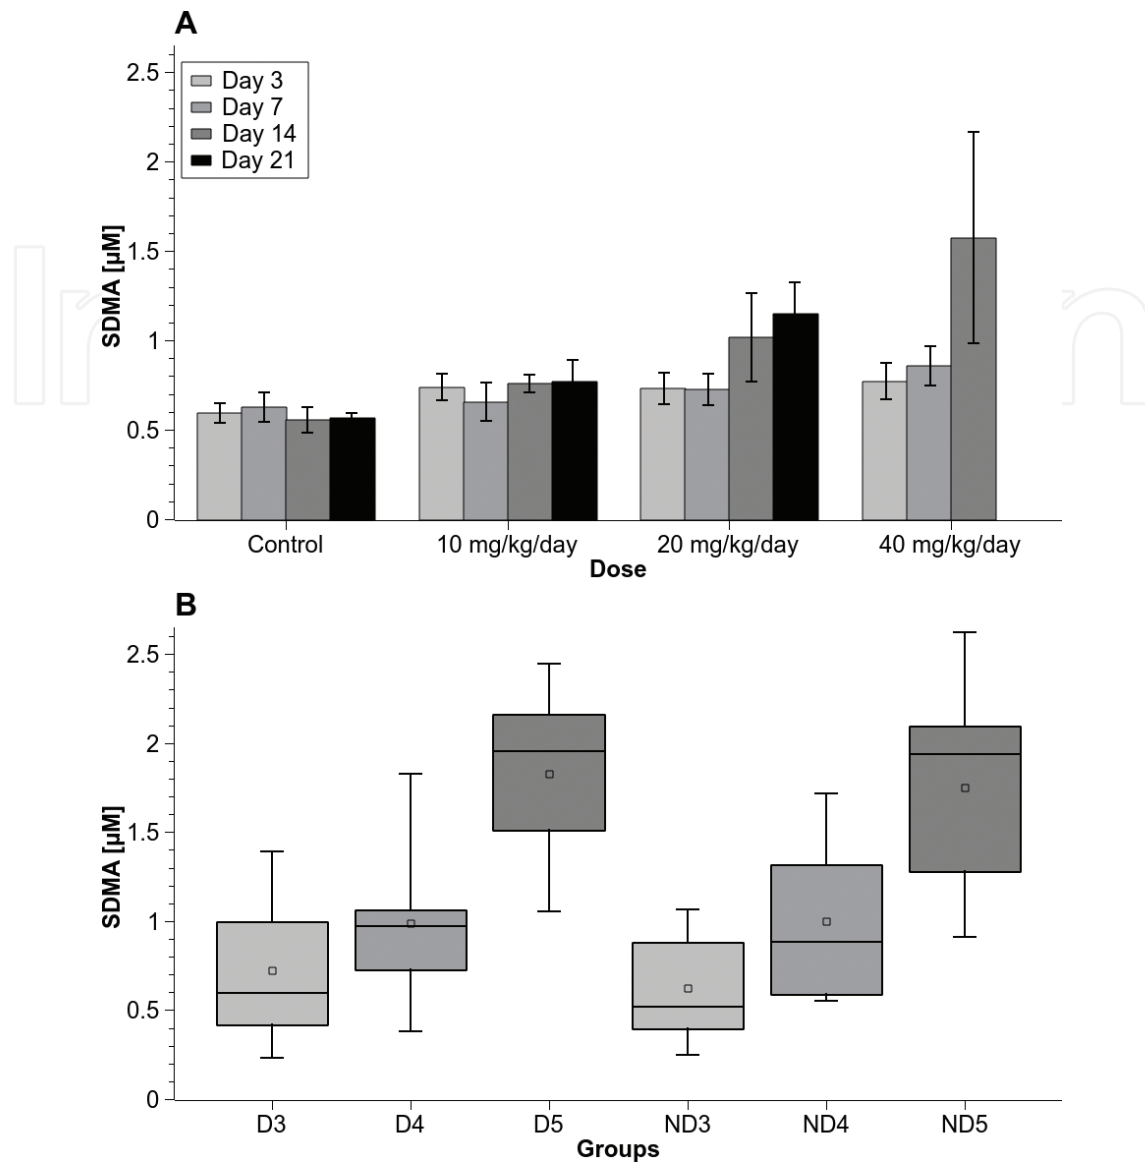 A
SDMA [µM]
2.5
2
1.5
1
0.5
0
Day 3
Day 7
Day 14
Day 21
Control 10 mg/kg/day 20 mg/kg/day 40 mg/kg/day
Dose
B
SDMA [µM]
2.5
2
1.5
1
0.5
0
D3 D4 D5 ND3 ND4 ND5
Groups